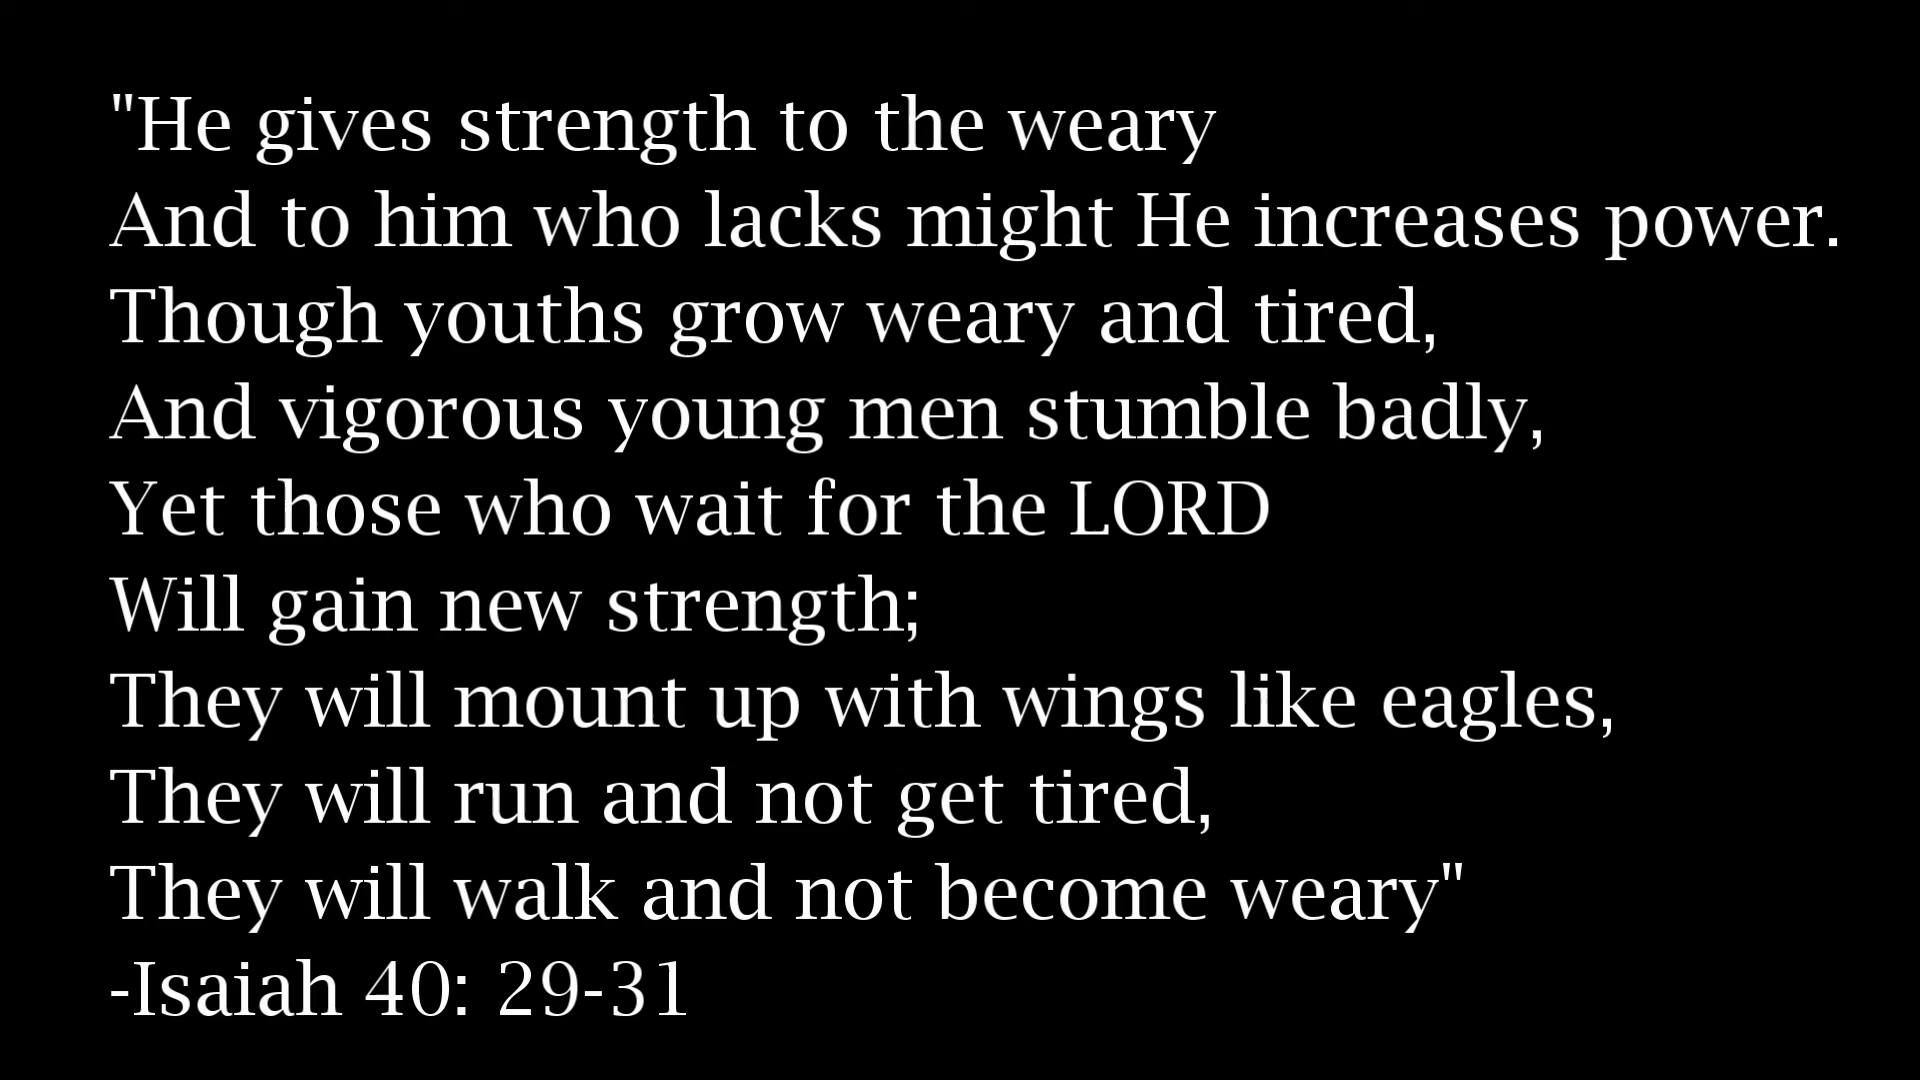 "He gives strength to the weary
And to him who lacks might He increases power.
Though youths grow weary and tired,
And vigorous young men stumble badly,
Yet those who wait for the LORD
Will gain new strength;
They will mount up with wings like eagles,
They will run and not get tired,
They will walk and not become weary"
-Isaiah 40: 29-31